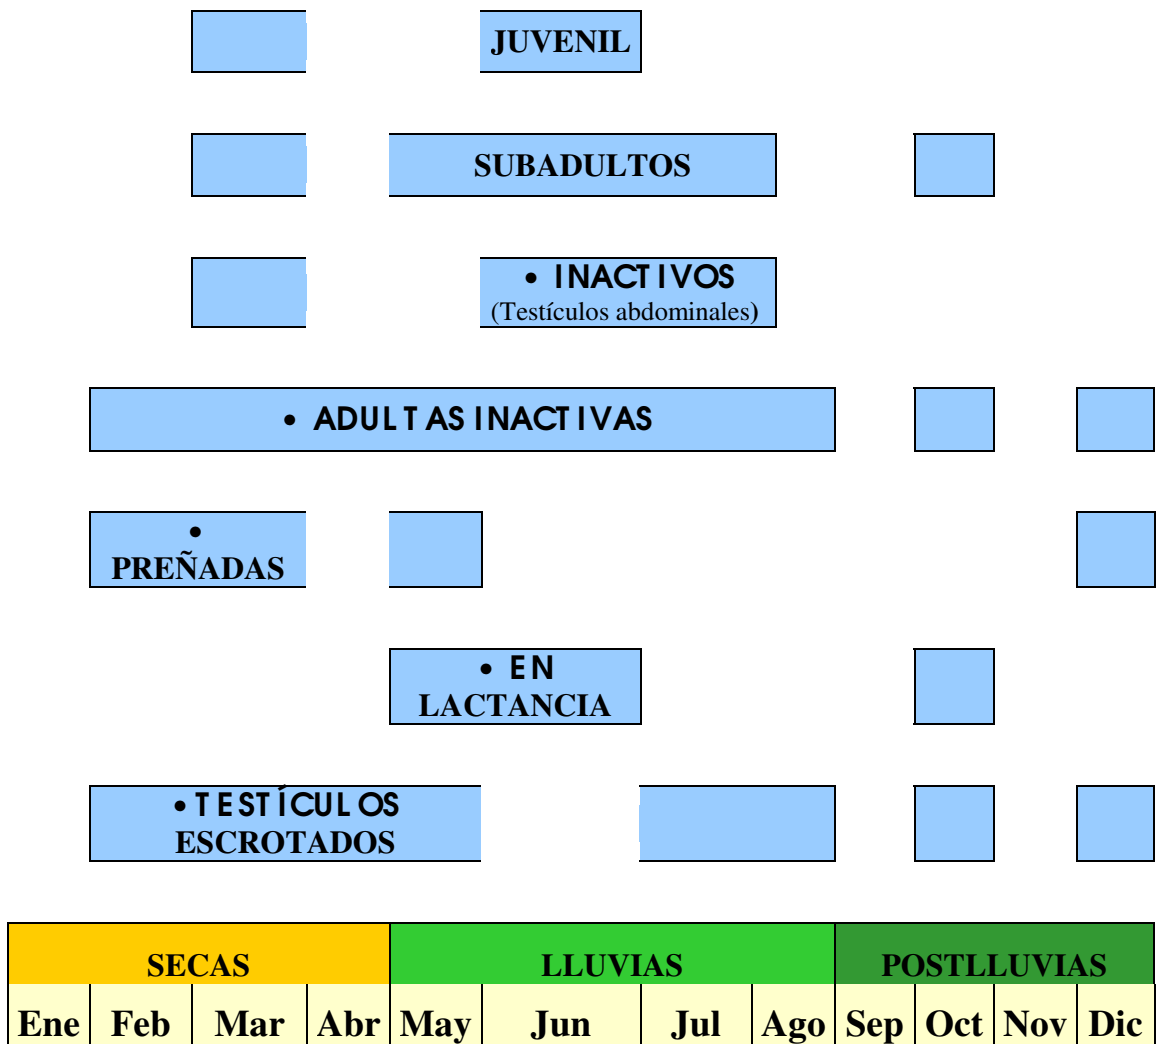 JUVENIL
SUBADULTOS
• INACTIVOS
(Testículos abdominales)
• ADULTAS INACTIVAS
•
PREÑADAS
• EN
LACTANCIA
• TESTÍCULOS
ESCROTADOS
SECAS LLUVIAS POSTLLUVIAS
Ene Feb Mar Abr May Jun Jul Ago Sep Oct Nov Dic